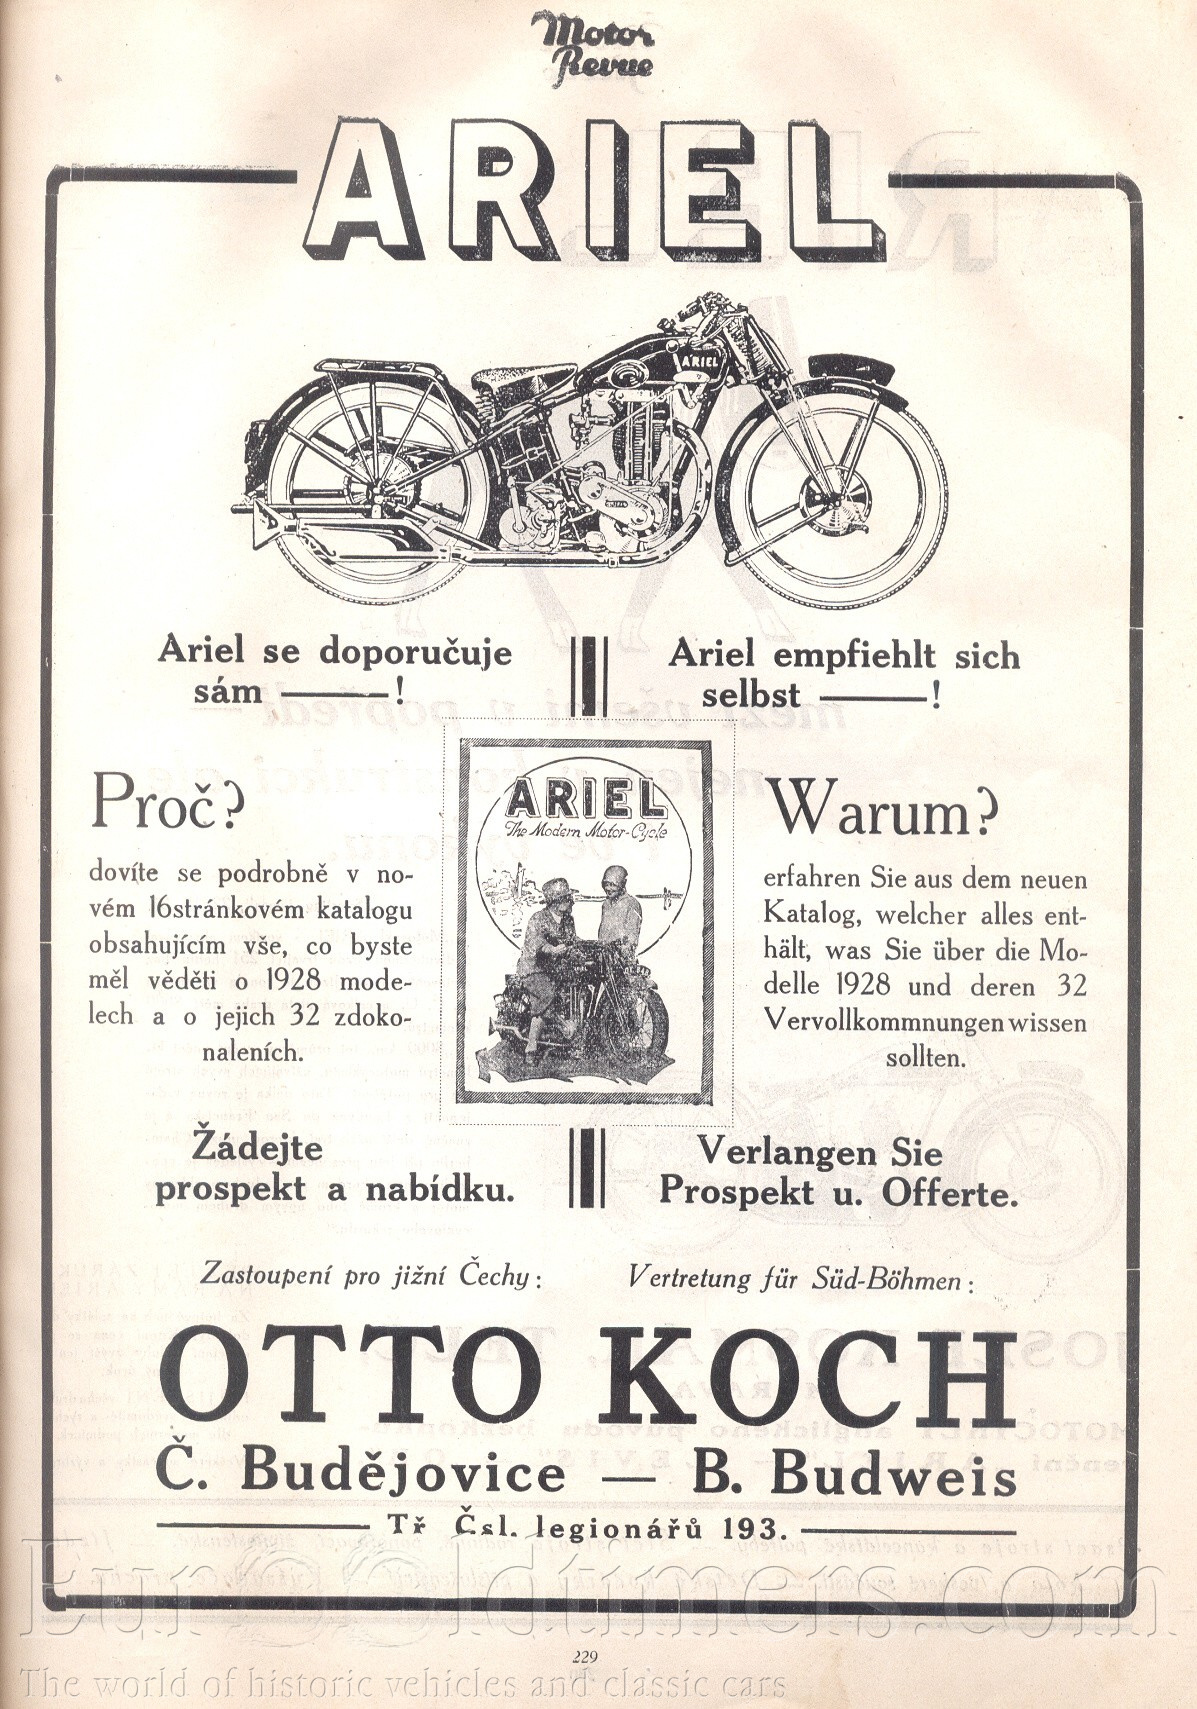 Motor
Revue
ARIEL
ARIEL
Ariel se doporučuje
sám ——— !
Ariel empfiehlt sich
selbst ——— !
Proč?
dovíte se podrobně v no-
vém 16stránkovém katalogu
obsahujícím vše, co byste
měl věděti o 1928 mode-
lech a o jejich 32 zdoko-
naleních.
ARIEL
The Modern Motor-Cycle
Warum?
erfahren Sie aus dem neuen
Katalog, welcher alles ent-
hält, was Sie über die Mo-
delle 1928 und deren 32
Vervollkommnungen wissen
sollten.
Žádejte
prospekt a nabídku.
Verlangen Sie
Prospekt u. Offerte.
Zastoupení pro jižní Čechy :
Vertretung für Süd-Böhmen :
OTTO KOCH
Č. Budějovice — B. Budweis
Tř Čsl. legionářů 193.
EuroOldtimers.com
229
The world of historic vehicles and classic cars